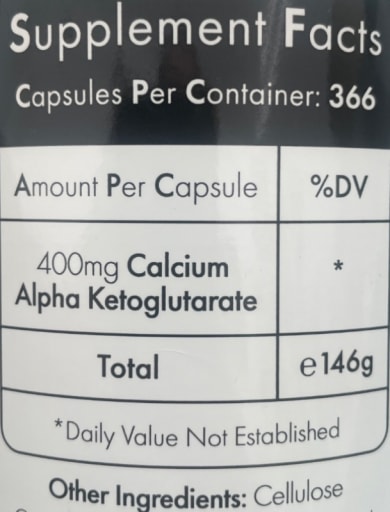 Supplement Facts
Capsules Per Container: 366
Amount Per Capsule %DV
400mg Calcium *
Alpha Ketoglutarate
Total e146g
*Daily Value Not Established
Other Ingredients: Cellulose